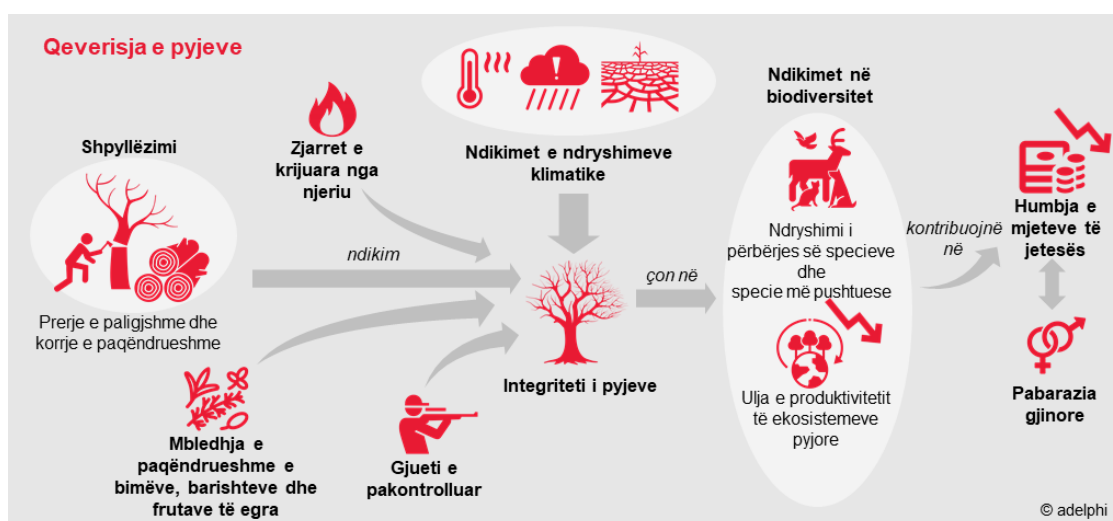 Qeverisja e pyjeve
Shpyllëzimi
Prerje e paligjshme dhe
korrje e paqëndrueshme
Zjarret e
krijuara nga
njeriu
Ndikimet e ndryshimeve
klimatike
ndikim
Mbledhja e
paqëndrueshme e
bimëve, barishteve dhe
frutave të egra
Gjueti e
pakontrolluar
Integriteti i pyjeve
çon në
Ndikimet në
biodiversitet
Ndryshimi i
përbërjes së specieve
dhe
specie më pushtuese
Ulja e produktivitetit
të ekosistemeve
pyjore
kontribuojnë
në
Humbja e
mjeteve të
jetesës
Pabarazia
gjinore
© adelphi